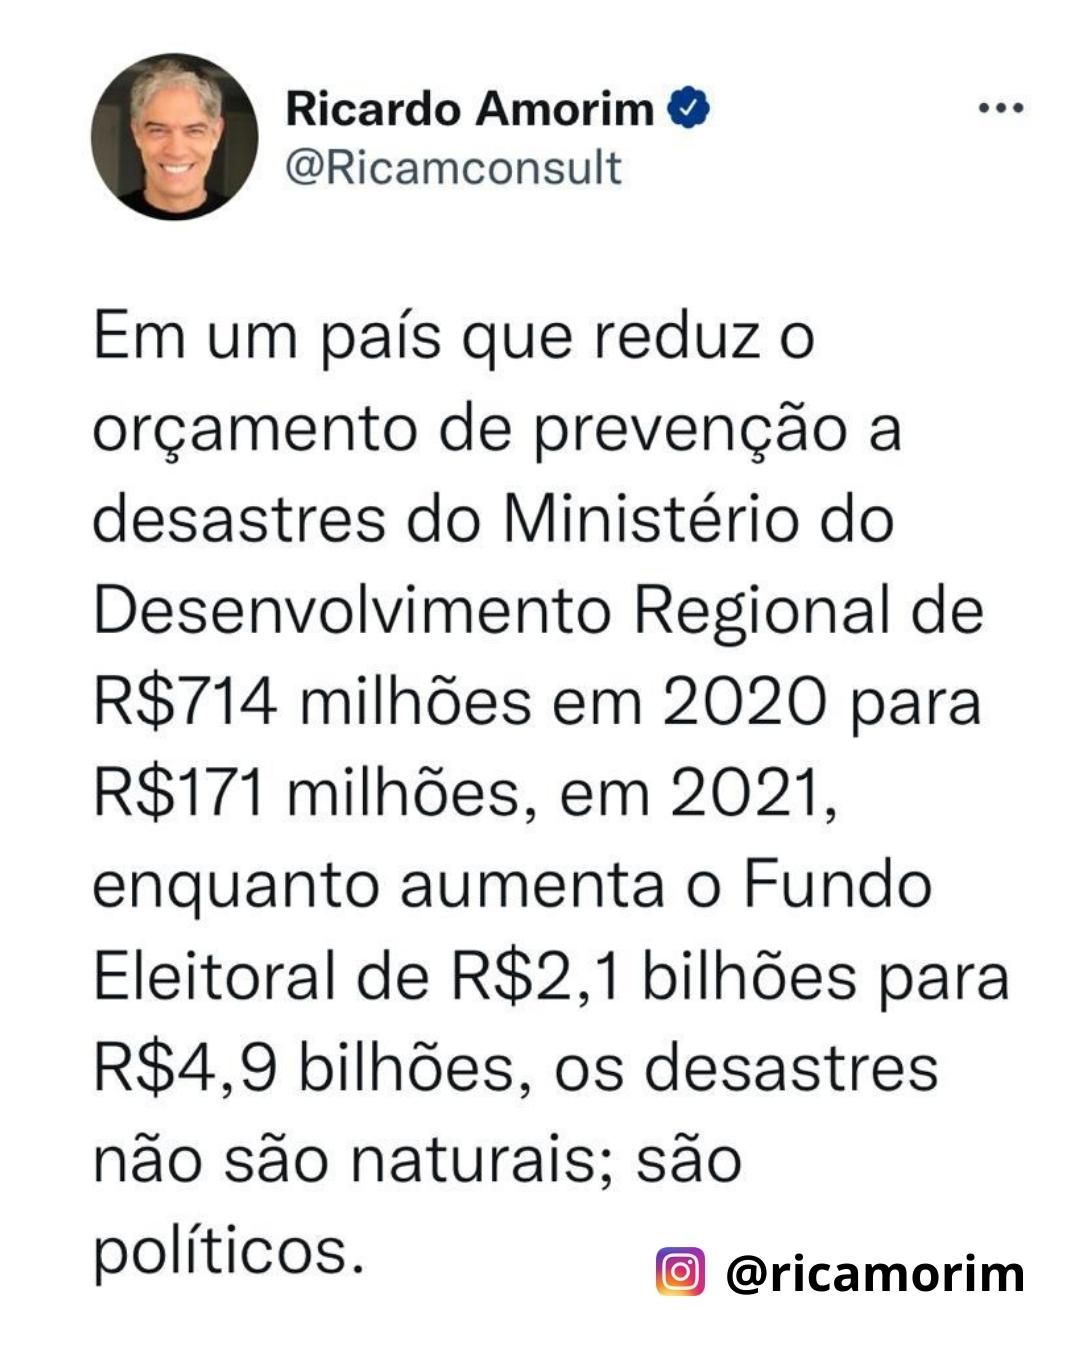 Ricardo Amorim
@Ricamconsult
Em um país que reduz o
orçamento de prevenção a
desastres do Ministério do
Desenvolvimento Regional de
R$714 milhões em 2020 para
R$171 milhões, em 2021,
enquanto aumenta o Fundo
Eleitoral de R$2,1 bilhões para
R$4,9 bilhões, os desastres
não são naturais; são
políticos.
@ricamorim